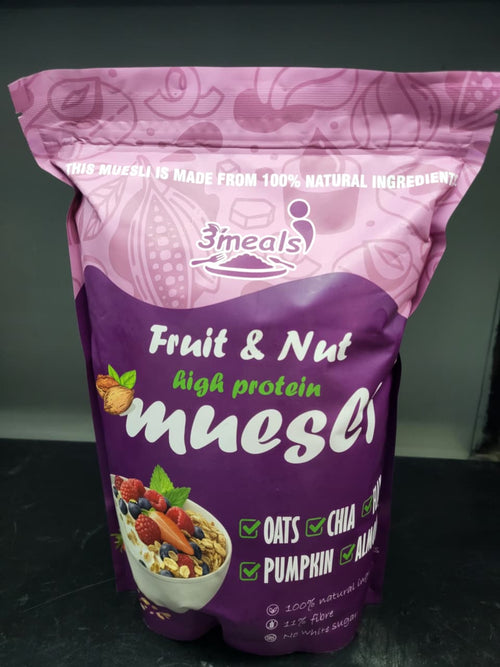 THIS MUESLI IS MADE FROM 100% NATURAL INGREDIENTS
3meals
Fruit & Nut
high protein
muesli
OATS CHIA
PUMPKIN
100% natural
11% fibre
No white sugar